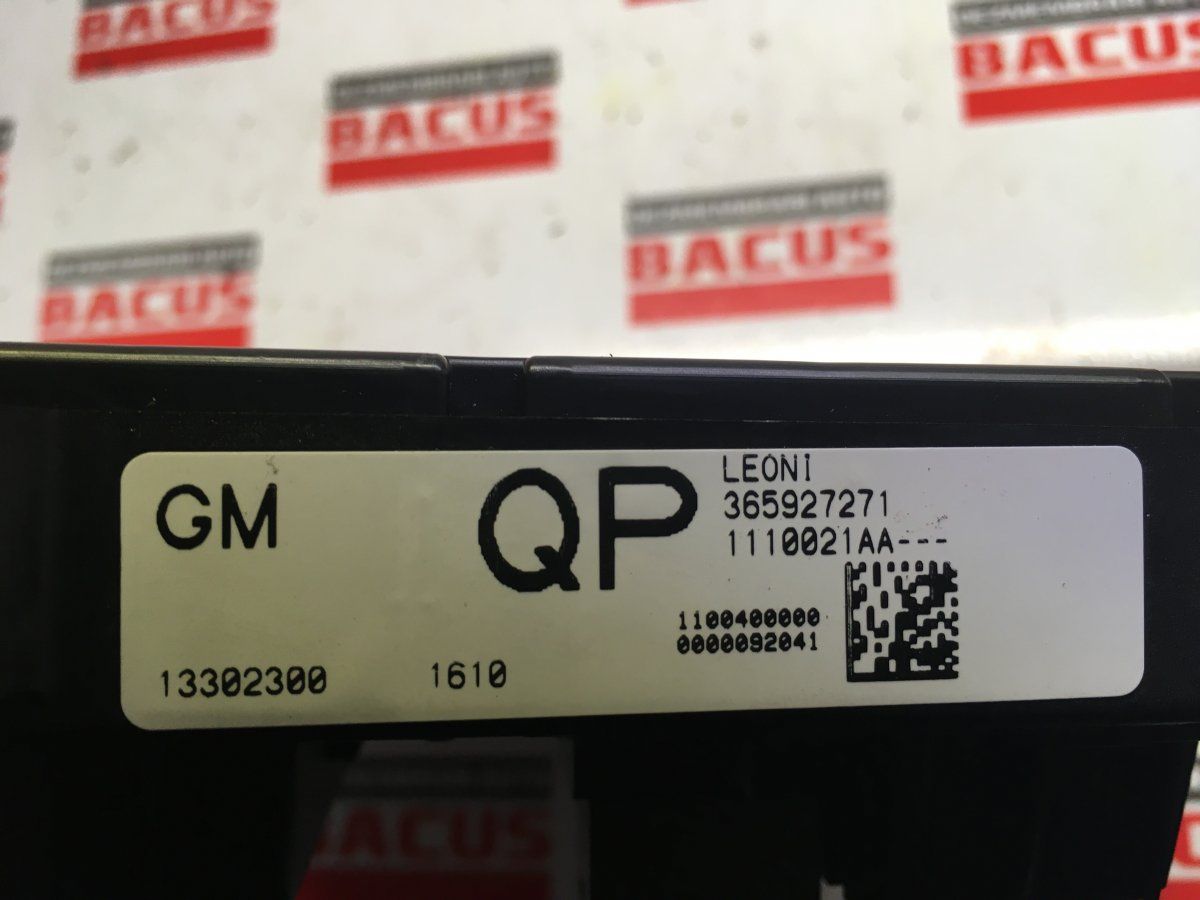 BACUS
BACUS
BACUS
BACUS
BACUS
GM
QP
LEONI
365927271
1110021AA---
1100400000
0000092041
13302300
1610
BACUS